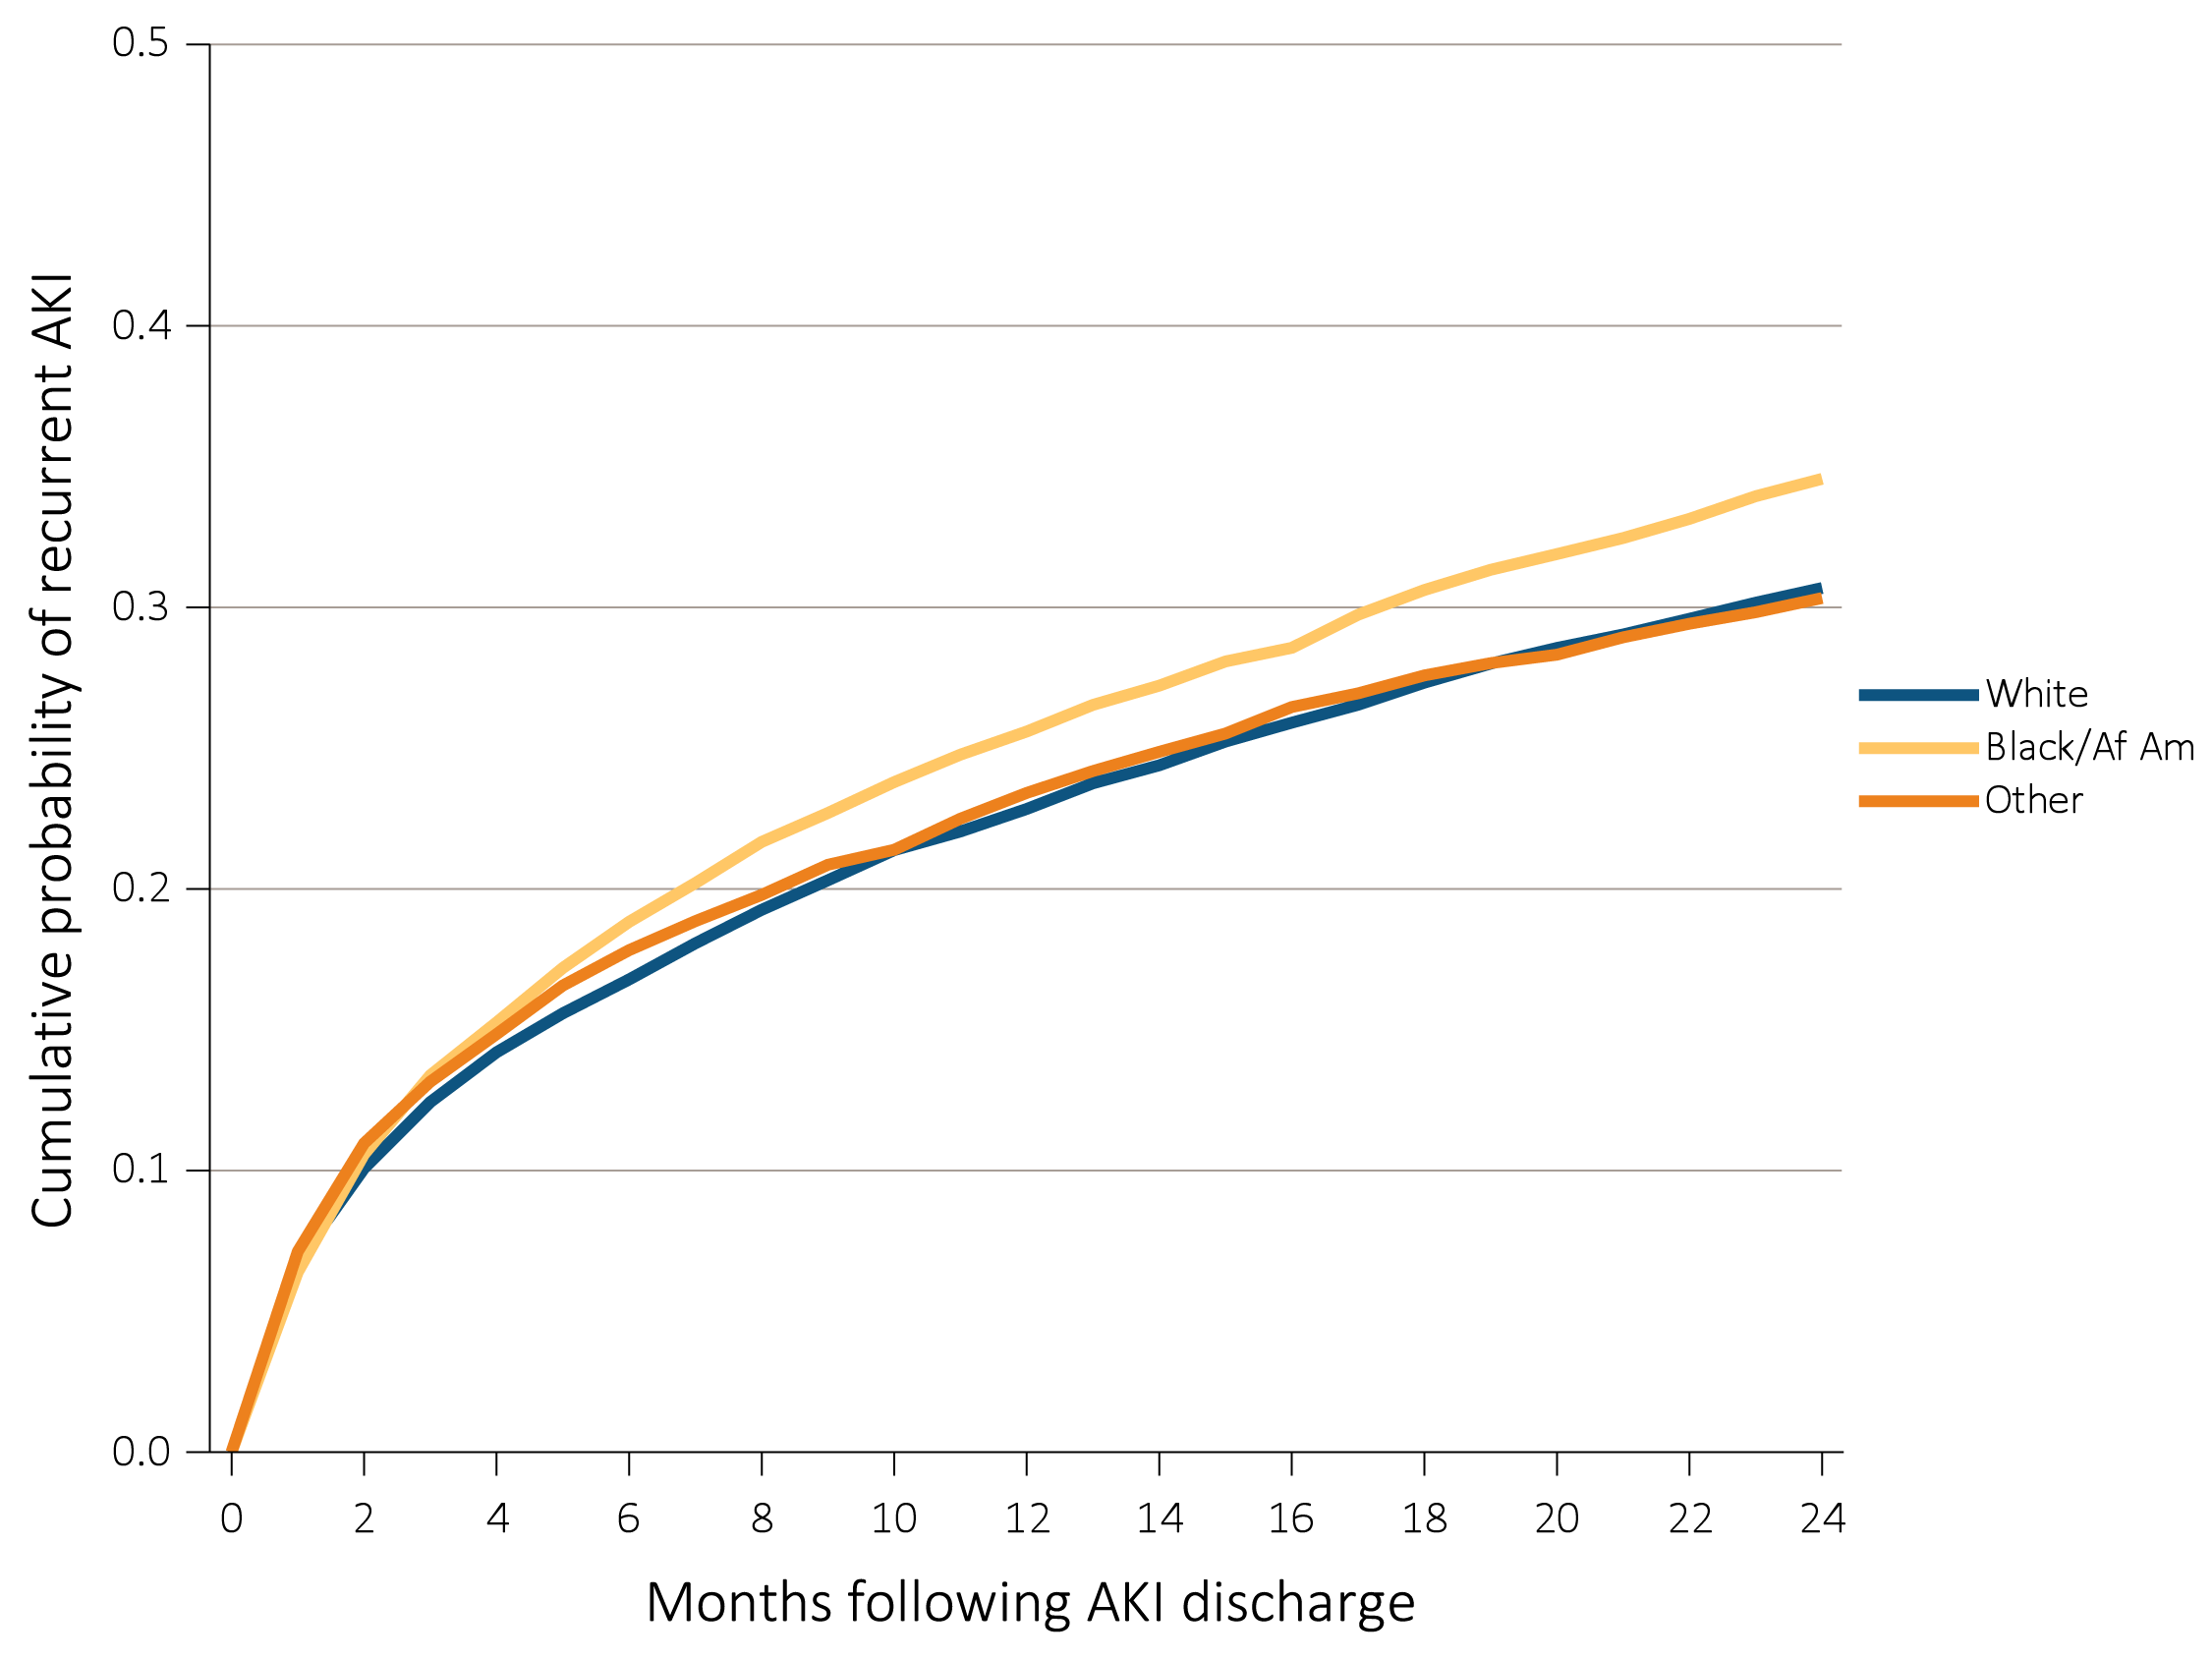 Cumulative probability of recurrent AKI
0.5
0.4
0.3
0.2
0.1
0.0
0 2 4 6 8 10 12 14 16 18 20 22 24
Months following AKI discharge
White
Black/Af Am
Other